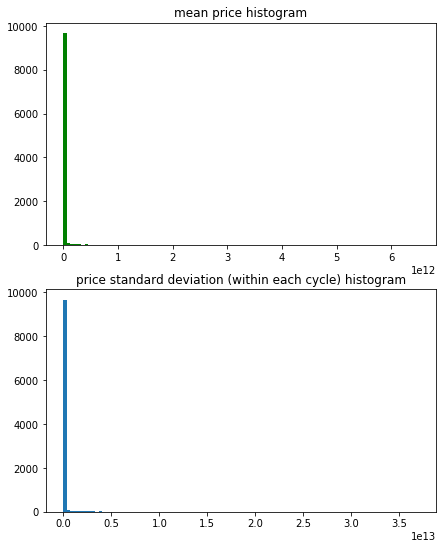 mean price histogram
10000
8000
6000
4000
2000
0
0 1 2 3 4 5 6
1e12
price standard deviation (within each cycle) histogram
10000
8000
6000
4000
2000
0
0.0 0.5 1.0 1.5 2.0 2.5 3.0 3.5
1e13